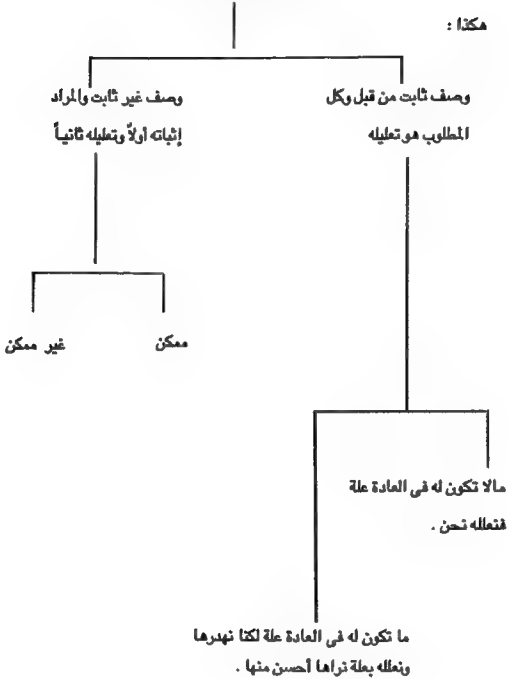 هكذا :
وصف ثابت من قبل وكل
المطلوب هو تعليله
وصف غير ثابت والمراد
إثباته أولاً وتعليله ثانياً
ممكن
غير ممكن
مالا تكون له فى العادة علة
فنعلله نحن .
ما تكون له فى العادة علة لكنا نهدرها
ونعلله بعلة نراها أحسن منها .